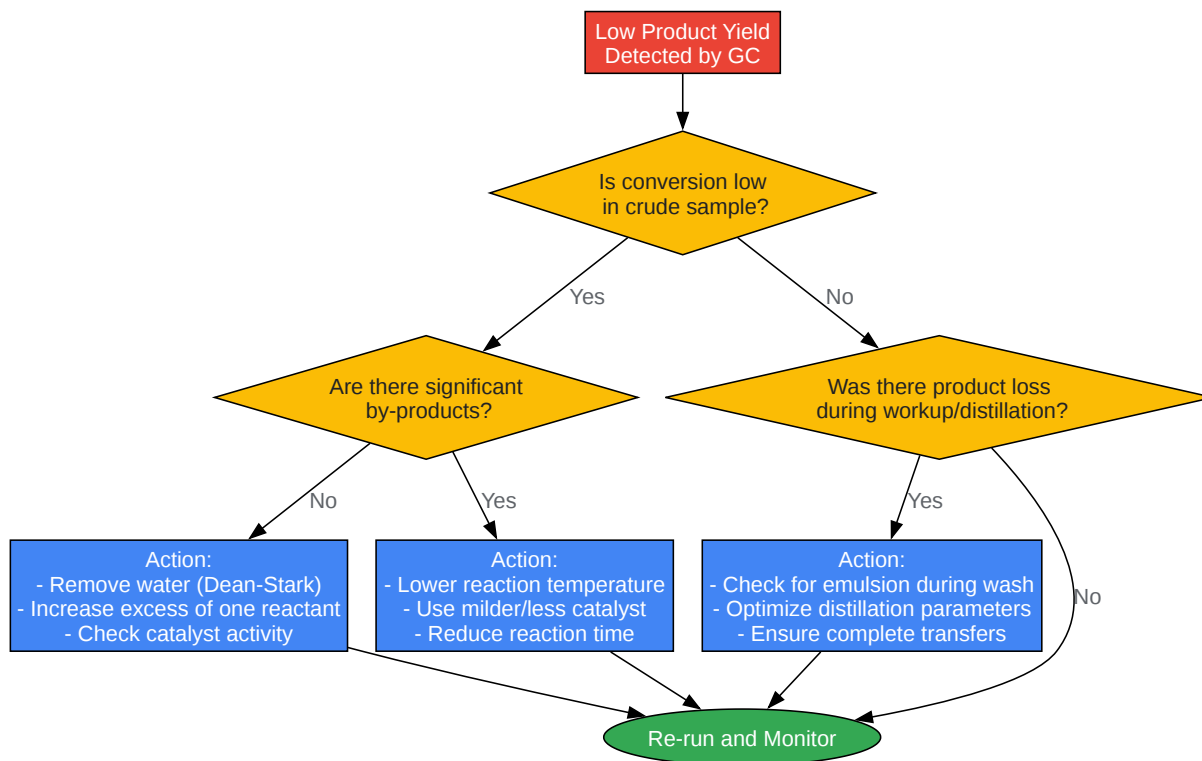 Low Product Yield
Detected by GC
Is conversion low
in crude sample?
Yes
No
Are there significant
by-products?
Was there product loss
during workup/distillation?
No
Yes
Yes
No
Action:
- Remove water (Dean-Stark)
- Increase excess of one reactant
- Check catalyst activity
Action:
- Lower reaction temperature
- Use milder/less catalyst
- Reduce reaction time
Action:
- Check for emulsion during wash
- Optimize distillation parameters
- Ensure complete transfers
Re-run and Monitor